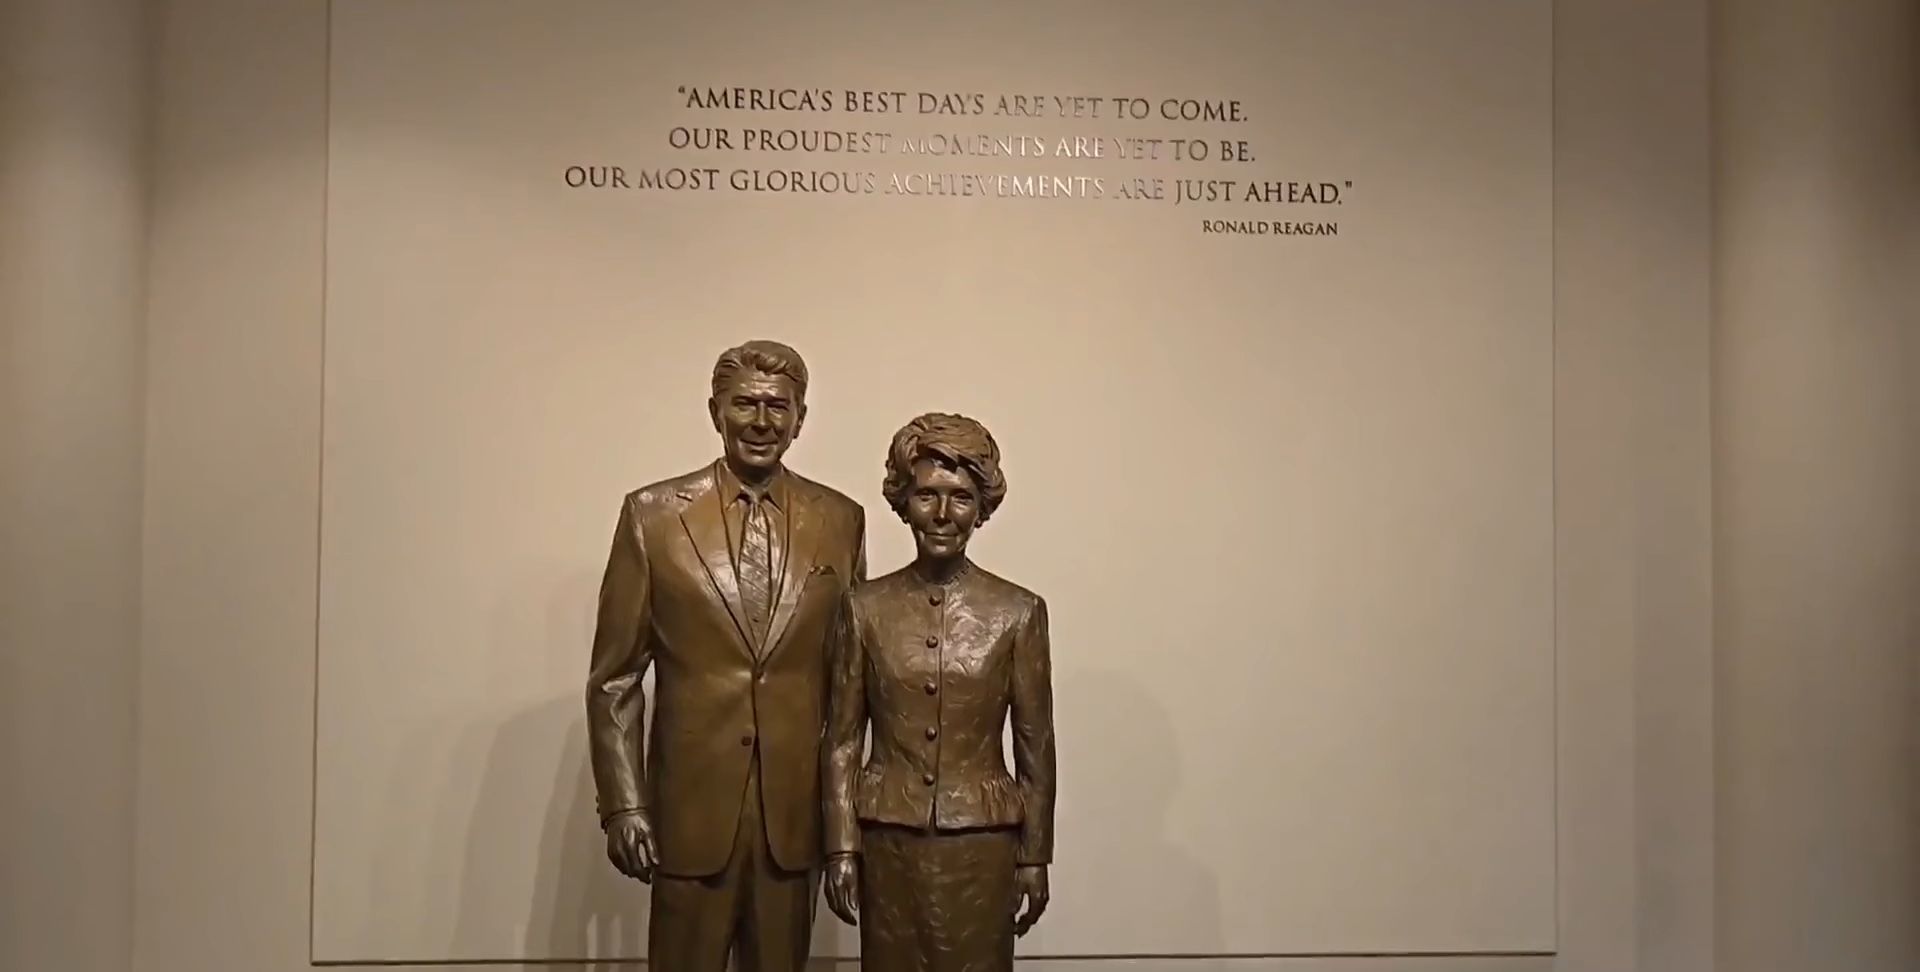 “AMERICA'S BEST DAYS ARE YET TO COME.
OUR PROUDEST MOMENTS ARE YET TO BE.
OUR MOST GLORIOUS ACHIEVEMENTS ARE JUST AHEAD.”
RONALD REAGAN